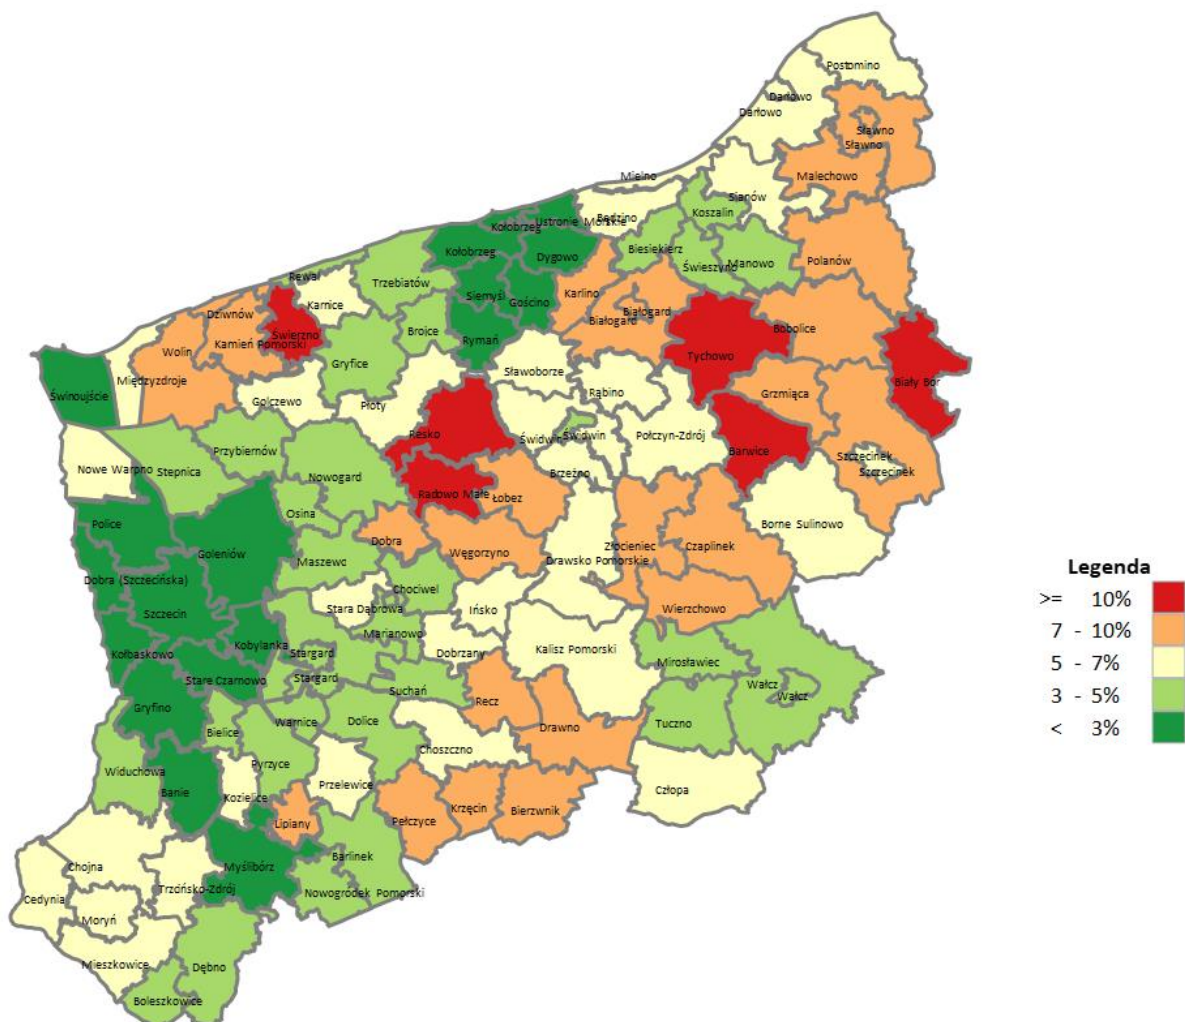 Postomino
Darłowo
Darłowo
Sławno
Sławno
Malechowo
Mielno
Sianów
Koszalin
Będzino
Ustronie Morskie
Kołobrzeg
Kołobrzeg
Dygowo
Biesiekierz
Świeszyno
Manowo
Polanów
Rewal
Trzebiatów
Siemyśl
Gościno
Karlino
Karnice
Dziwnów
Świerzno
Białogard
Białogard
Bobolice
Brojce
Rymań
Kamień Pomorski
Wolin
Tychowo
Gryfice
Sławoborze
Międzyzdroje
Biały Bór
Świnoujście
Rąbino
Grzmiąca
Golczewo
Płoty
Resko
Świdwin
Świdwin
Połczyn-Zdrój
Barwice
Przybiernów
Szczecinek
Szczecinek
Nowe Warpno
Stepnica
Nowogard
Brzeżno
Radowo Małe
Łobez
Osina
Police
Borne Sulinowo
Dobra
Złocieniec
Czaplinek
Goleniów
Węgorzyno
Maszewo
Drawsko Pomorskie
Dobra (Szczecińska)
Chociwel
Stara Dąbrowa
Ińsko
Wierzchowo
Szczecin
Marianowo
Kobylanka
Kołbaskowo
Stargard
Dobrzany
Kalisz Pomorski
Mirosławiec
Stare Czarnowo
Stargard
Suchań
Wałcz
Wałcz
Gryfino
Recz
Warnice
Dolice
Bielice
Drawno
Tuczno
Choszczno
Widuchowa
Pyrzyce
Banie
Kozielice
Przelewice
Człopa
Krzęcin
Bierzwnik
Lipiany
Pełczyce
Barlinek
Chojna
Myślibórz
Trzcińsko-Zdrój
Nowogródek Pomorski
Cedynia
Moryń
Mieszkowice
Dębno
Boleszkowice
Legenda
>= 10%
7 - 10%
5 - 7%
3 - 5%
< 3%